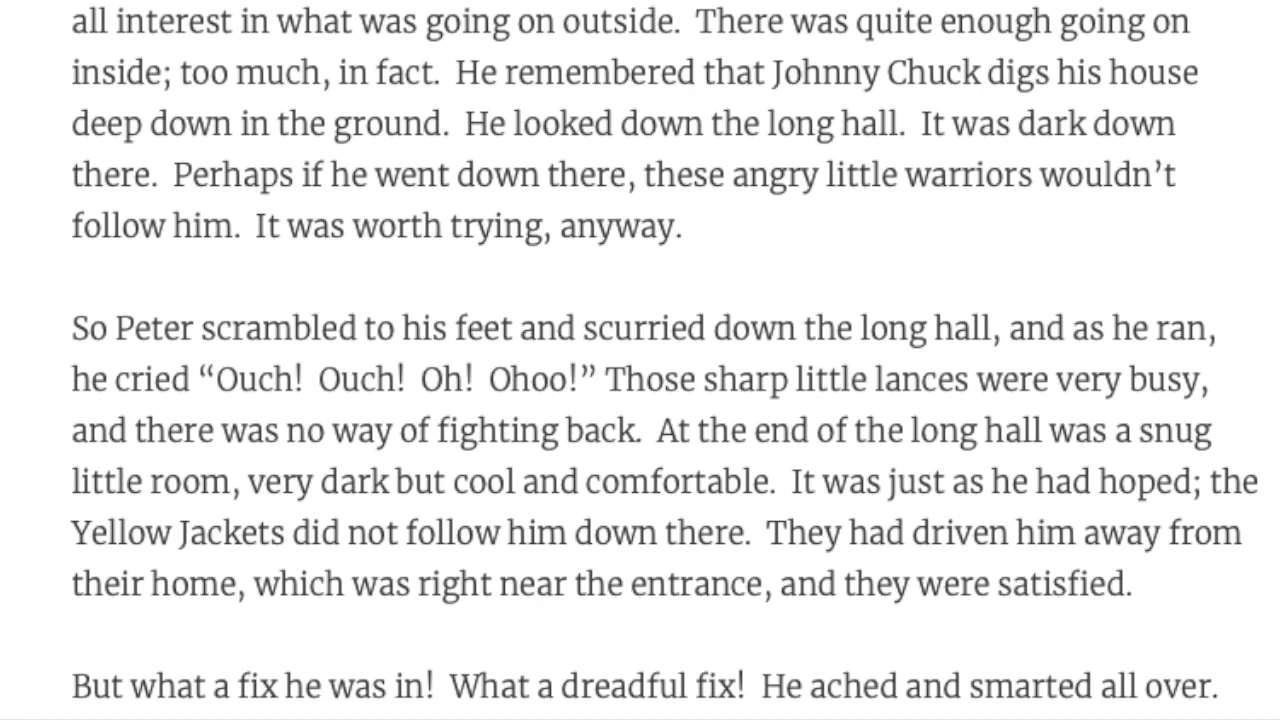 all interest in what was going on outside.  There was quite enough going on
inside; too much, in fact.  He remembered that Johnny Chuck digs his house
deep down in the ground.  He looked down the long hall.  It was dark down
there.  Perhaps if he went down there, these angry little warriors wouldn’t
follow him.  It was worth trying, anyway.
So Peter scrambled to his feet and scurried down the long hall, and as he ran,
he cried “Ouch!  Ouch!  Oh!  Ohoo!” Those sharp little lances were very busy,
and there was no way of fighting back.  At the end of the long hall was a snug
little room, very dark but cool and comfortable.  It was just as he had hoped; the
Yellow Jackets did not follow him down there.  They had driven him away from
their home, which was right near the entrance, and they were satisfied.
But what a fix he was in!  What a dreadful fix!  He ached and smarted all over.